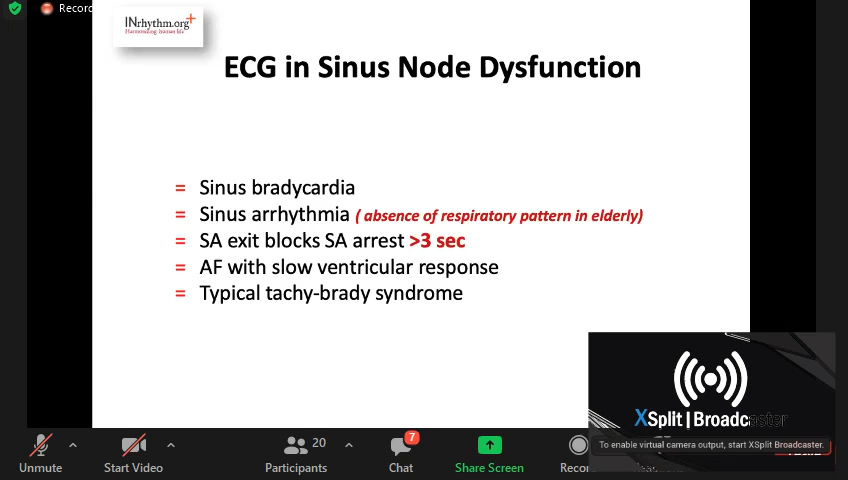 Recor
INrhythm.org
Harmonising human life
ECG in Sinus Node Dysfunction
= Sinus bradycardia
= Sinus arrhythmia ( absence of respiratory pattern in elderly)
= SA exit blocks SA arrest >3 sec
= AF with slow ventricular response
= Typical tachy-brady syndrome
XSplit | Broadcaster
To enable virtual camera output, start XSplit Broadcaster.
20
7
Unmute
Start Video
Participants
Chat
Share Screen
Recor